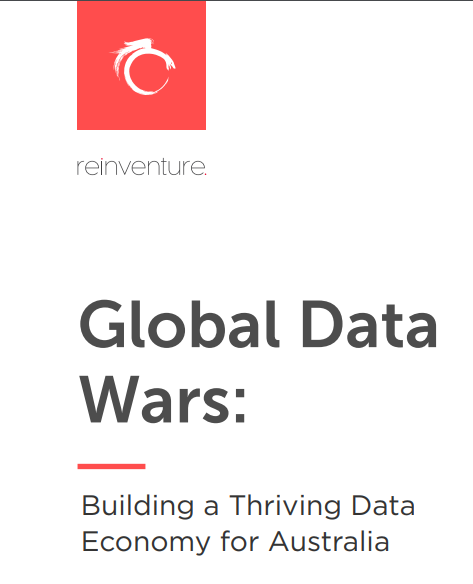 reinventure.
Global Data
Wars:
Building a Thriving Data
Economy for Australia